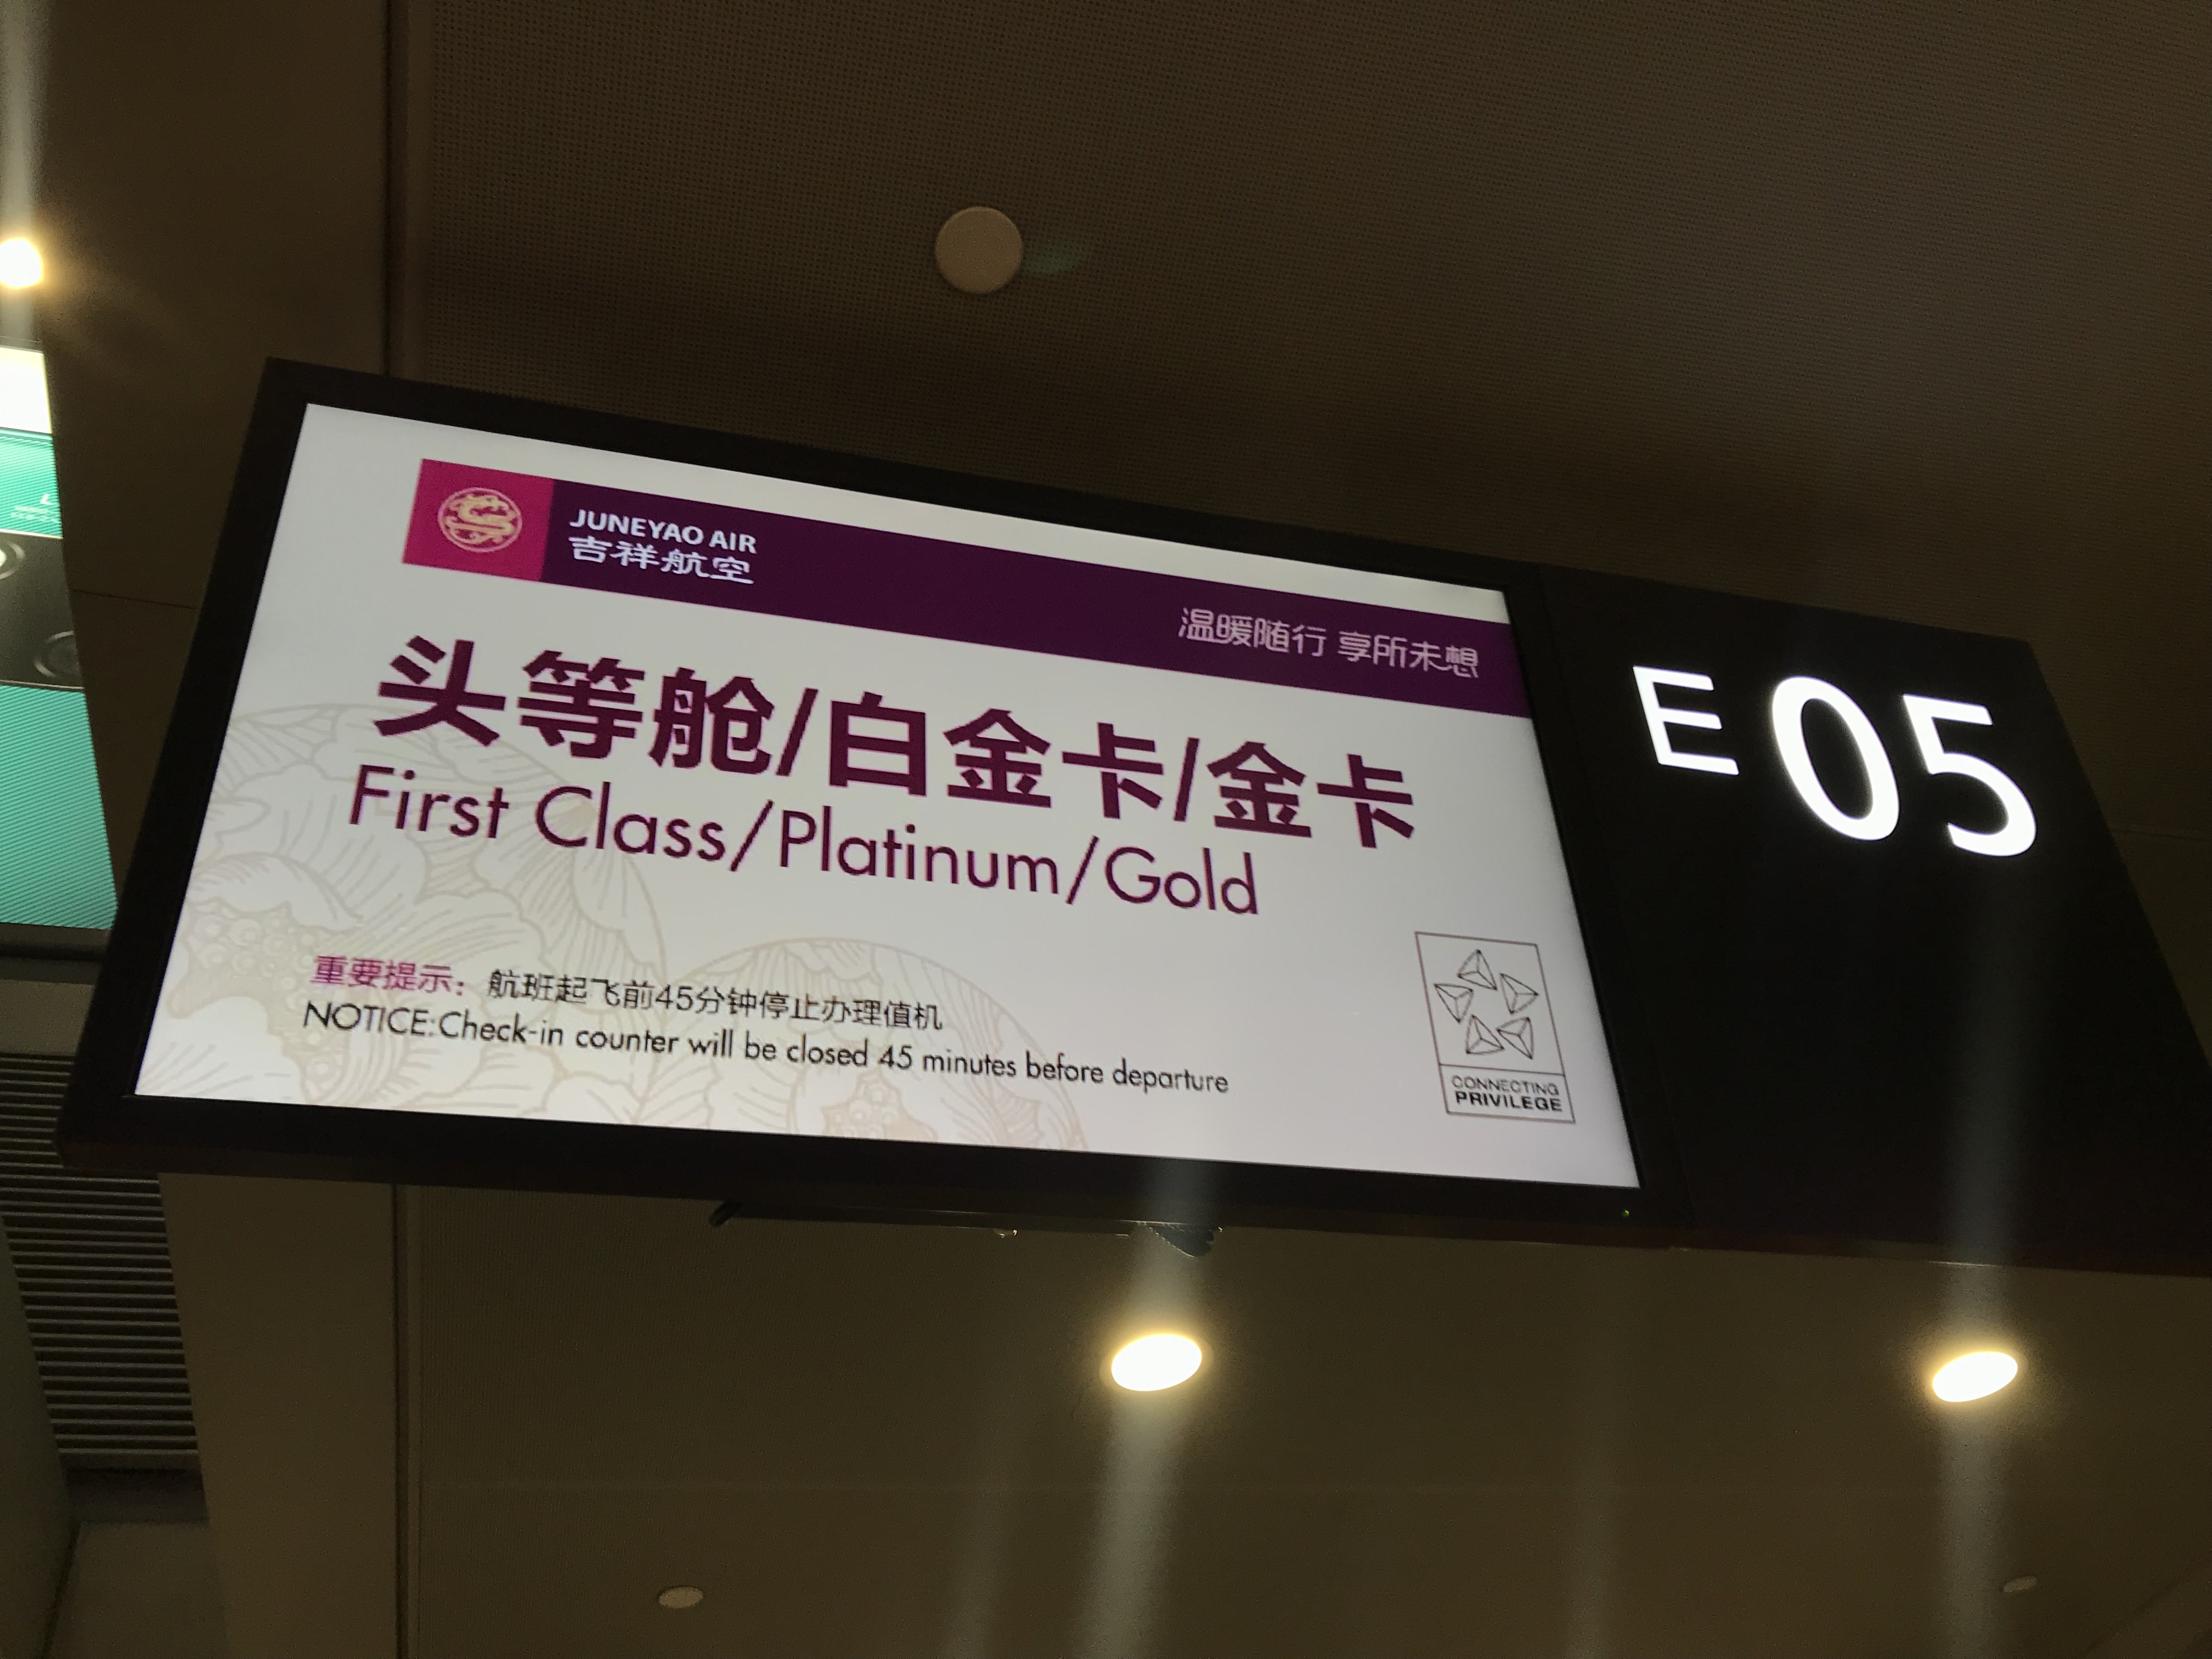 JUNEYAO AIR
吉祥航空
温暖随行 享所未想
头等舱/白金卡/金卡
First Class/Platinum/Gold
重要提示：航班起飞前45分钟停止办理值机
NOTICE:Check-in counter will be closed 45 minutes before departure
CONNECTING
PRIVILEGE
E05